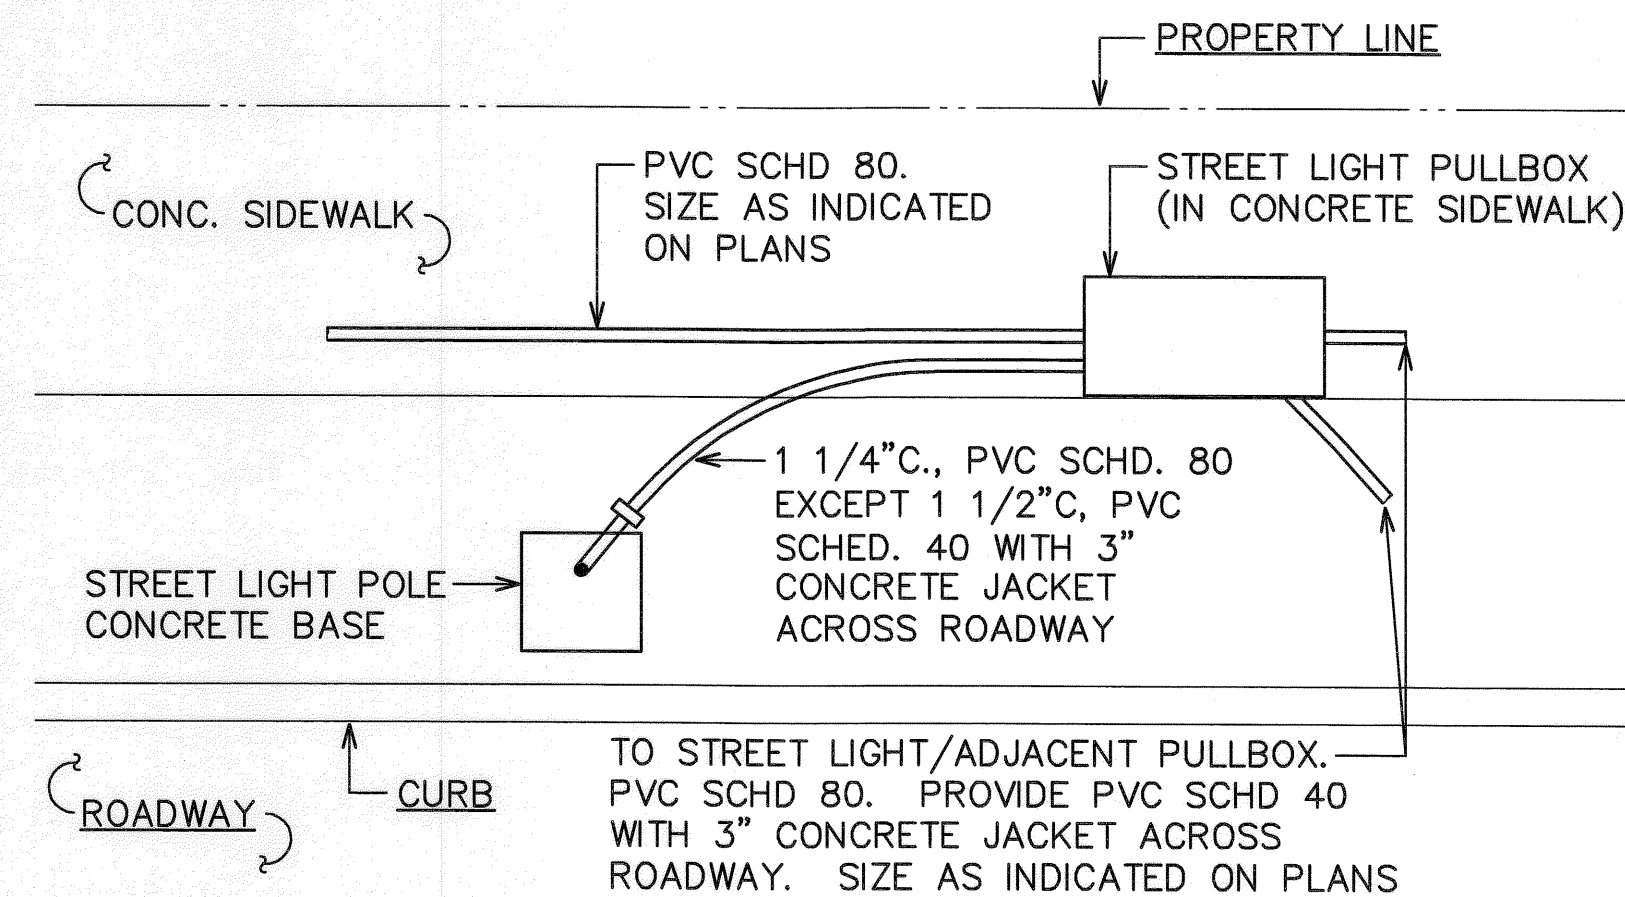 PROPERTY LINE
PVC SCHD 80.
SIZE AS INDICATED
ON PLANS
STREET LIGHT PULLBOX
(IN CONCRETE SIDEWALK)
CONC. SIDEWALK
1 1/4"C., PVC SCHD. 80
EXCEPT 1 1/2"C, PVC
SCHED. 40 WITH 3"
CONCRETE JACKET
ACROSS ROADWAY
STREET LIGHT POLE
CONCRETE BASE
TO STREET LIGHT/ADJACENT PULLBOX.
PVC SCHD 80. PROVIDE PVC SCHD 40
WITH 3" CONCRETE JACKET ACROSS
ROADWAY. SIZE AS INDICATED ON PLANS
CURB
ROADWAY